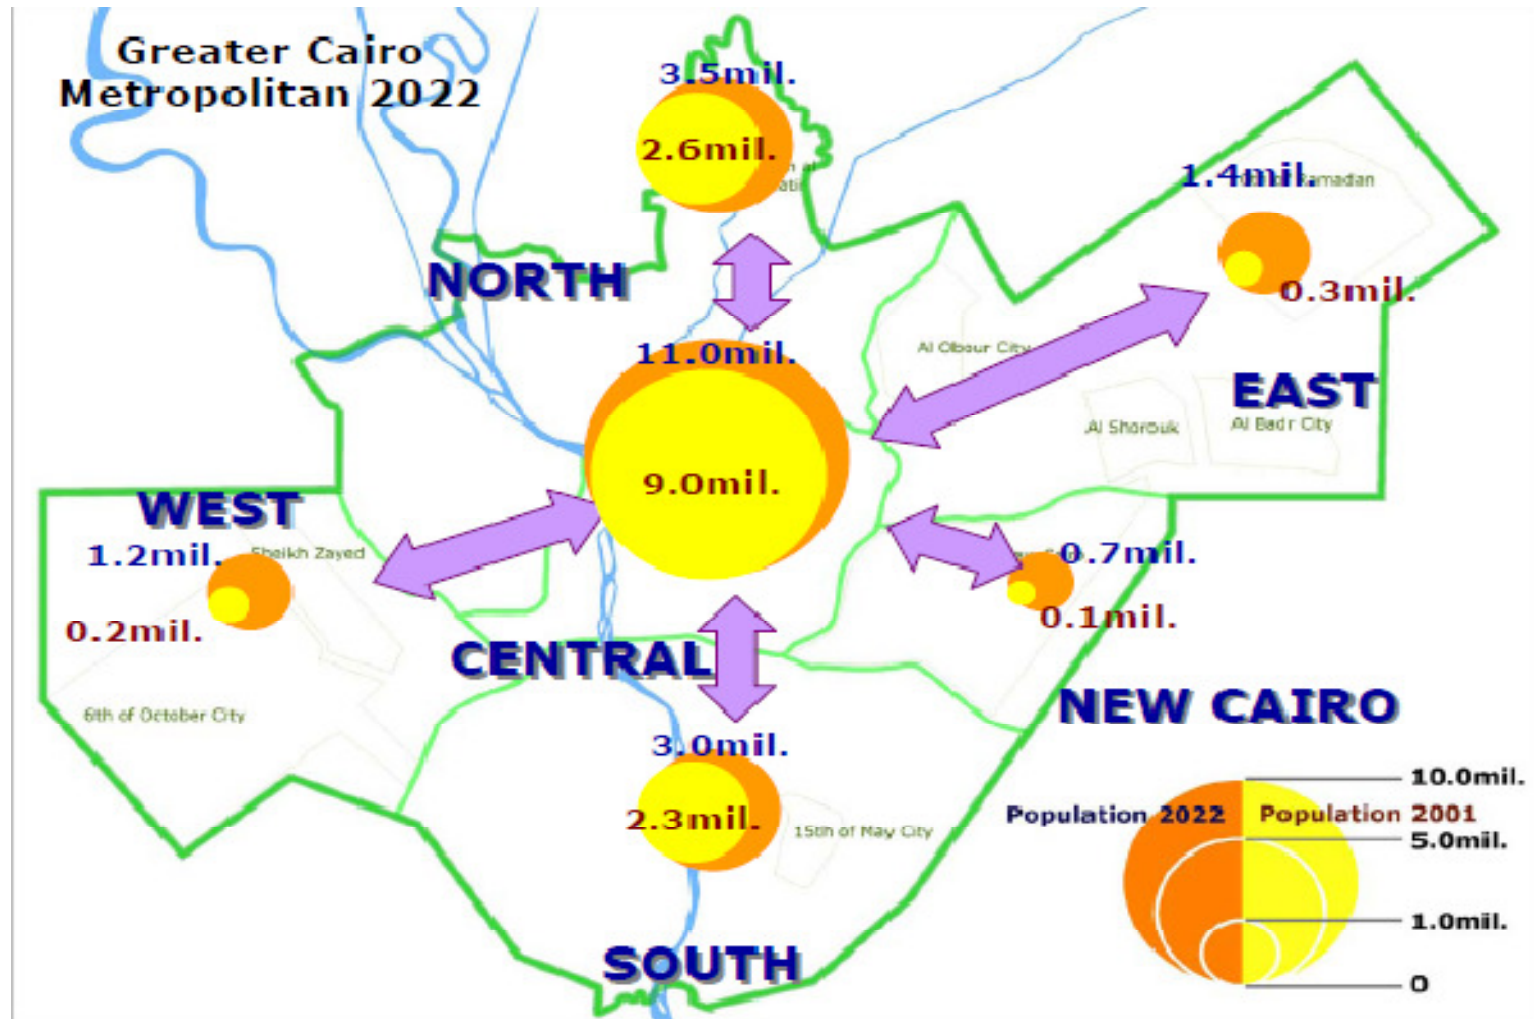 Greater Cairo
Metropolitan 2022
3.5mil.
2.6mil.
1.4mil.
Ramadan
0.3mil.
NORTH
11.0mil.
Al Obour City
EAST
Al Shorouk
Al Badr City
9.0mil.
WEST
1.2mil.
Sheikh Zayed
0.7mil.
0.2mil.
0.1mil.
CENTRAL
6th of October City
NEW CAIRO
3.0mil.
2.3mil.
15th of May City
10.0mil.
Population 2022
Population 2001
5.0mil.
1.0mil.
0
SOUTH